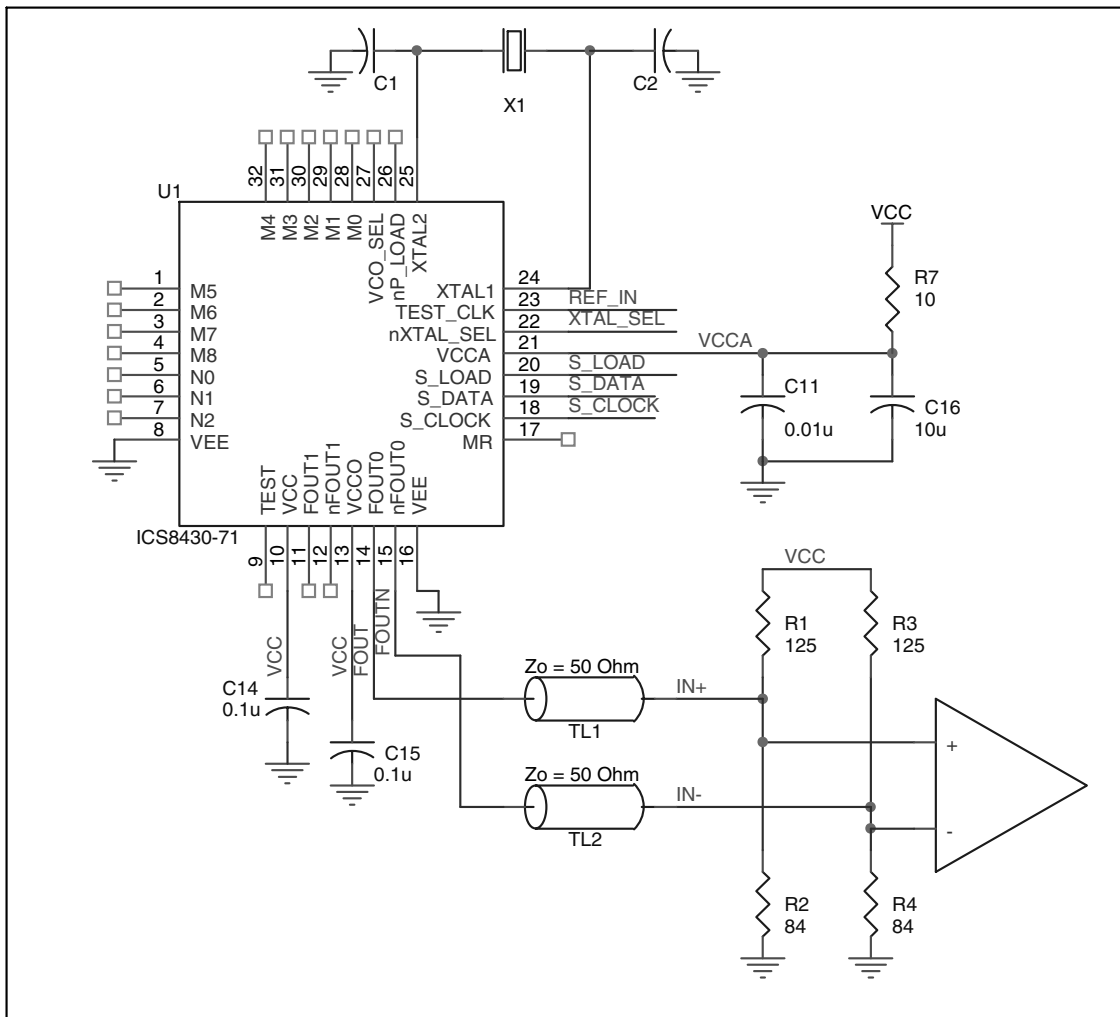 C1
X1
C2
U1
32
31
30
29
28
27
26
25
M4
M3
M2
M1
M0
VCO_SEL
nP_LOAD
XTAL2
1
M5
2
M6
3
M7
4
M8
5
N0
6
N1
7
N2
8
VEE
XTAL1
24
TEST_CLK
23
REF_IN
nXTAL_SEL
22
XTAL_SEL
VCCA
21
VCCA
S_LOAD
20
S_LOAD
S_DATA
19
S_DATA
S_CLOCK
18
S_CLOCK
MR
17
VCC
R7
10
C11
0.01u
C16
10u
TEST
VCC
FOUT1
nFOUT1
VCCO
FOUT0
nFOUT0
VEE
ICS8430-71
9
10
11
12
13
14
15
16
VCC
VCC
FOUT
FOUTN
C14
0.1u
C15
0.1u
Zo = 50 Ohm
TL1
IN+
Zo = 50 Ohm
TL2
IN-
VCC
R1
125
R3
125
+
-
R2
84
R4
84